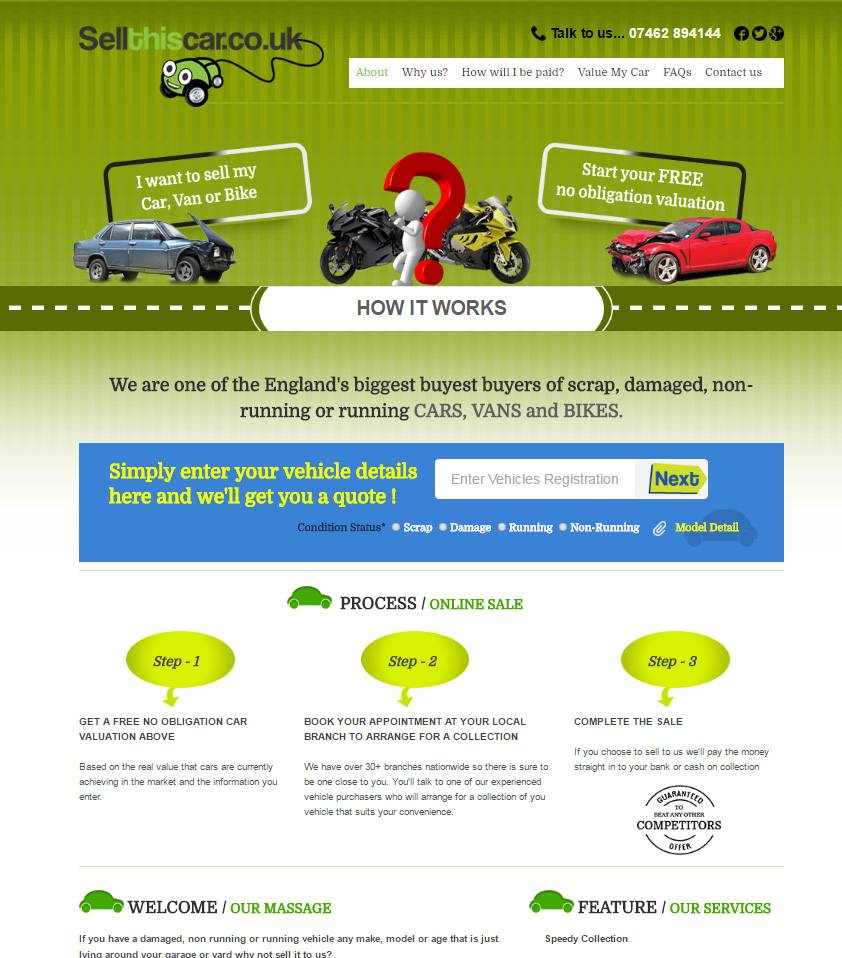 Sellthiscar.co.uk
Talk to us... 07462 894144
About Why us? How will I be paid? Value My Car FAQs Contact us
I want to sell my
Car, Van or Bike
Start your FREE
no obligation valuation
HOW IT WORKS
We are one of the England's biggest buyest buyers of scrap, damaged, non-
running or running CARS, VANS and BIKES.
Simply enter your vehicle details
here and we'll get you a quote !
Enter Vehicles Registration
Next
Condition Status* Scrap Damage Running Non-Running Model Detail
PROCESS / ONLINE SALE
Step - 1
Step - 2
Step - 3
GET A FREE NO OBLIGATION CAR
VALUATION ABOVE
Based on the real value that cars are currently
achieving in the market and the information you
enter.
BOOK YOUR APPOINTMENT AT YOUR LOCAL
BRANCH TO ARRANGE FOR A COLLECTION
We have over 30+ branches nationwide so there is sure to
be one close to you. You'll talk to one of our experienced
vehicle purchasers who will arrange for a collection of you
vehicle that suits your convenience.
COMPLETE THE SALE
If you choose to sell to us we'll pay the money
straight in to your bank or cash on collection
GUARANTEED
TO
BEAT ANY OTHER
COMPETITORS
OFFER
WELCOME / OUR MASSAGE
If you have a damaged, non running or running vehicle any make, model or age that is just
lying around your garage or yard why not sell it to us?
FEATURE / OUR SERVICES
Speedy Collection